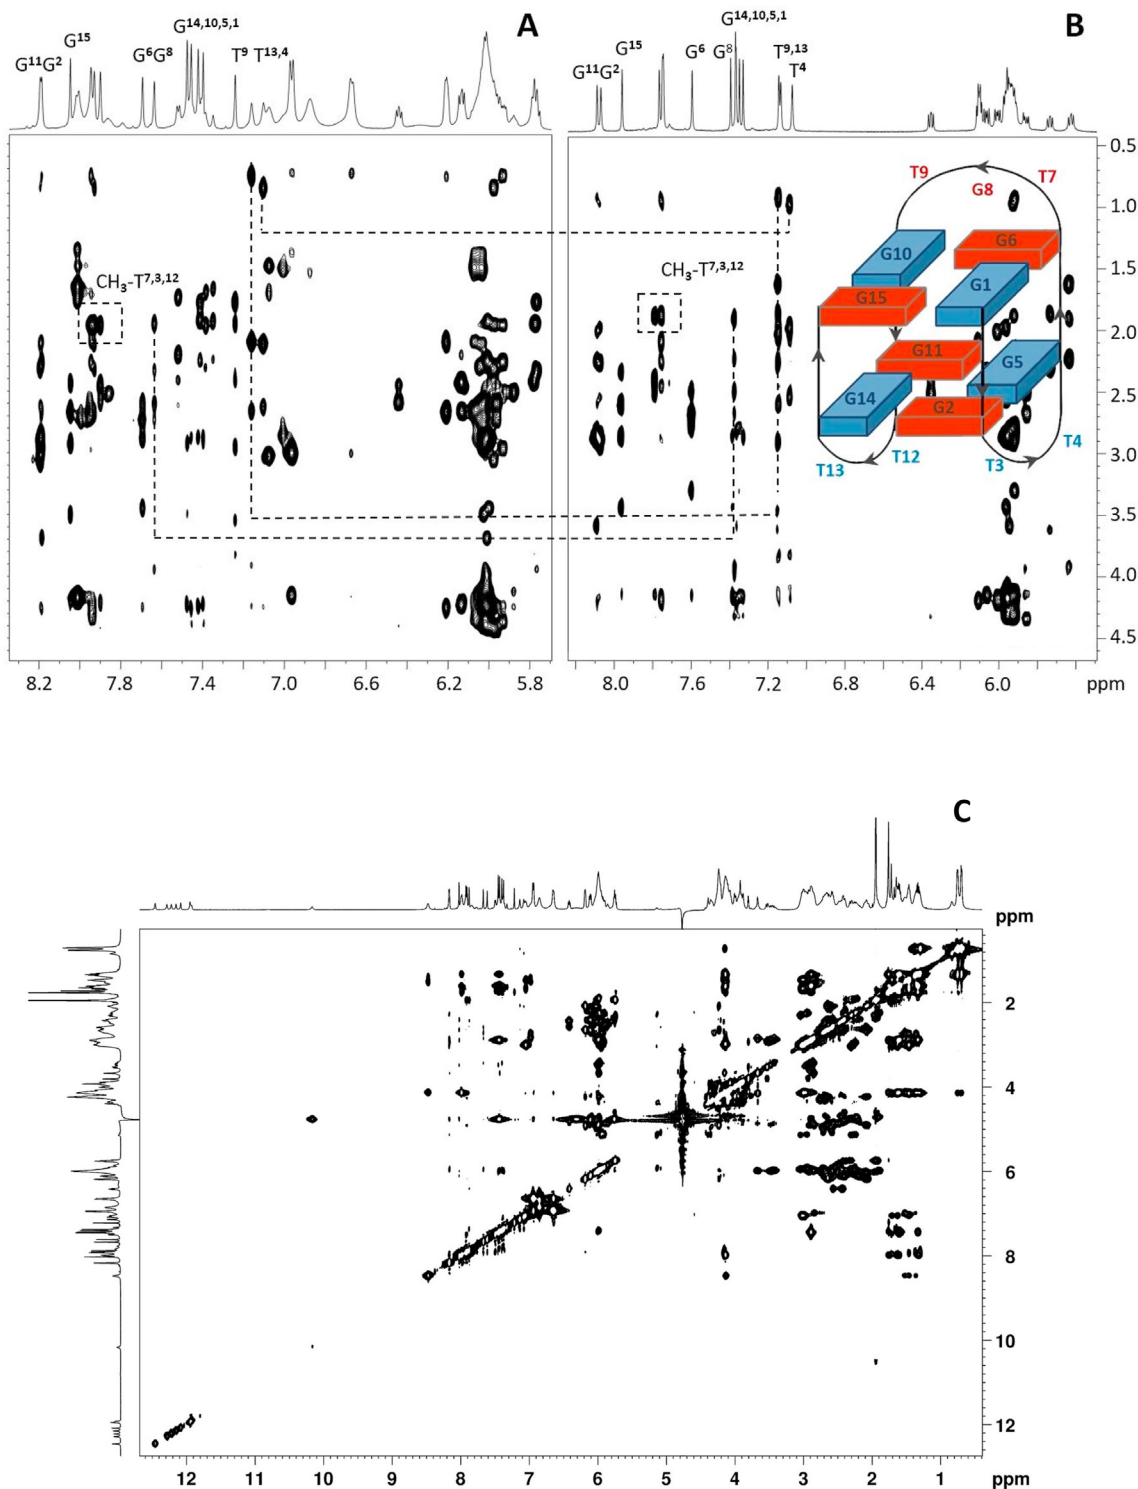 A
G11G2
G15
G6G8
G14,10,5,1
T9 T13,4
CH3-T7,3,12
8.2 7.8 7.4 7.0 6.6 6.2 5.8
B
G11G2
G15
G6
G8
G14,10,5,1
T9,13
T4
CH3-T7,3,12
T9
G8
T7
G10
G6
G15
G1
G11
G5
G14
G2
T13
T12
T3
T4
0.5
1.0
1.5
2.0
2.5
3.0
3.5
4.0
4.5
8.0 7.6 7.2 6.8 6.4 6.0 ppm
C
ppm
2
4
6
8
10
12
12 11 10 9 8 7 6 5 4 3 2 1 ppm